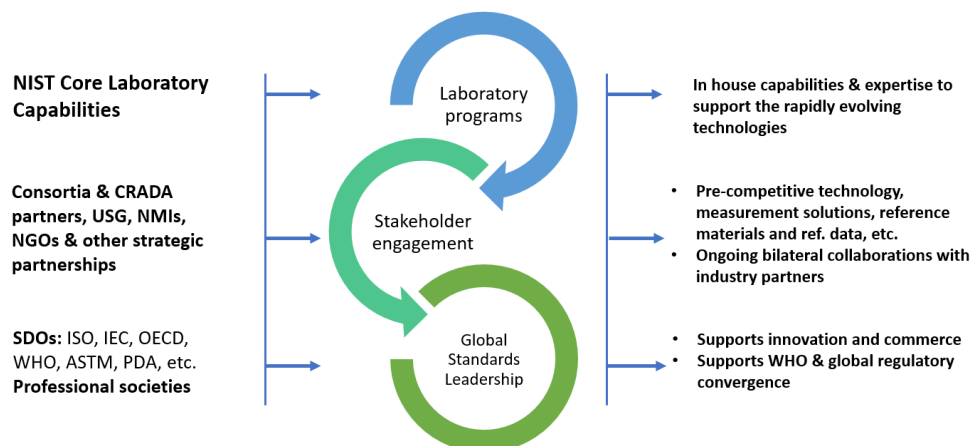 NIST Core Laboratory
Capabilities
Laboratory
programs
In house capabilities & expertise to
support the rapidly evolving
technologies
Consortia & CRADA
partners, USG, NMIs,
NGOs & other strategic
partnerships
Stakeholder
engagement
• Pre-competitive technology,
measurement solutions, reference
materials and ref. data, etc.
• Ongoing bilateral collaborations with
industry partners
SDOs: ISO, IEC, OECD,
WHO, ASTM, PDA, etc.
Professional societies
Global
Standards
Leadership
• Supports innovation and commerce
• Supports WHO & global regulatory
convergence